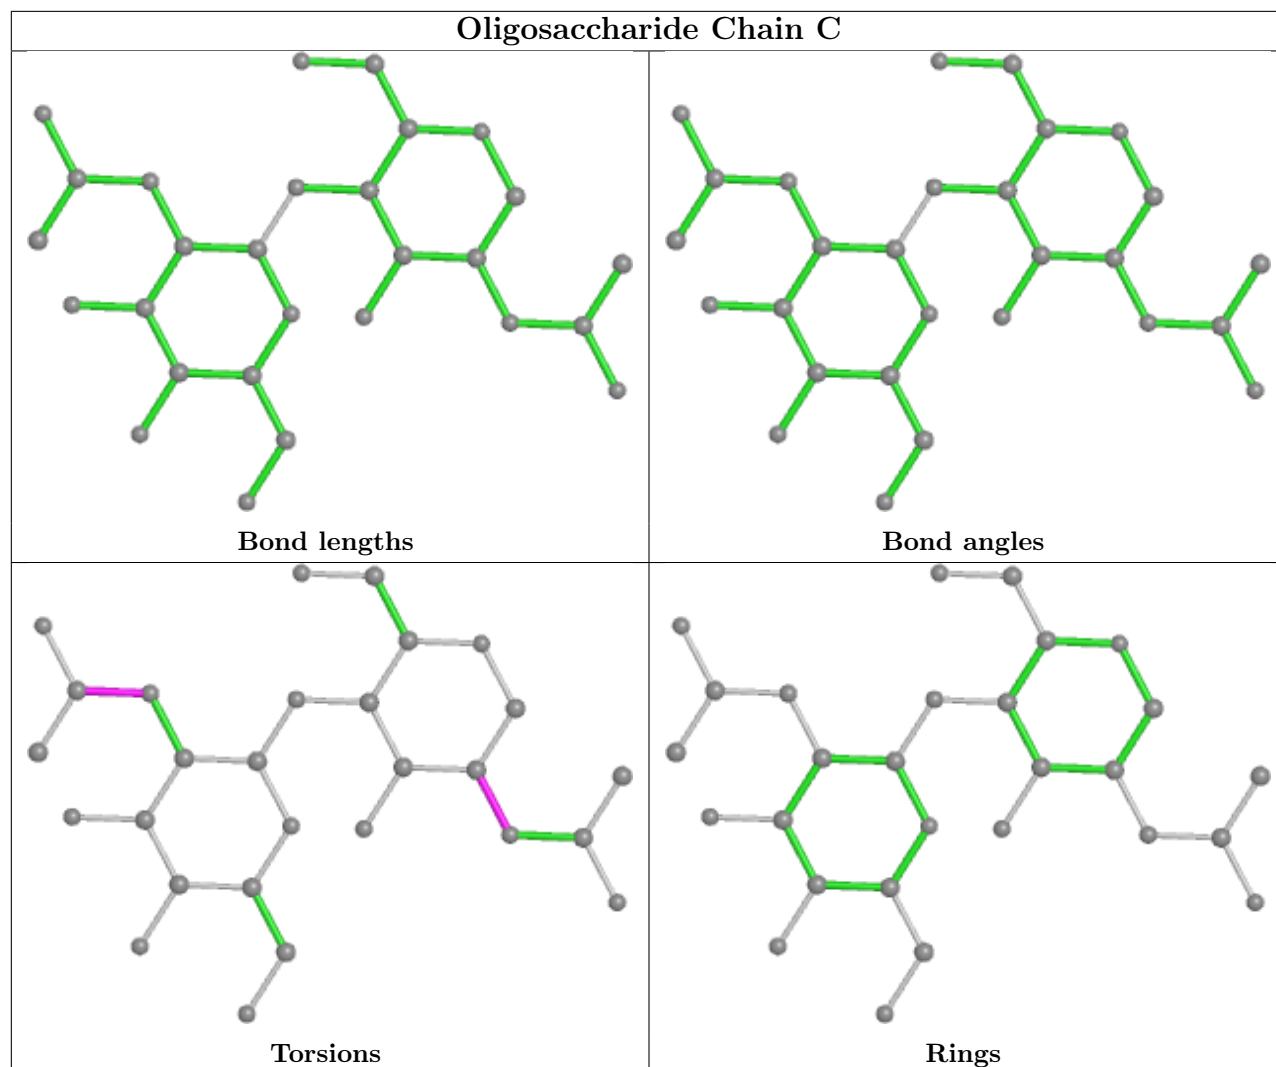 Oligosaccharide Chain C
Bond lengths
Bond angles
Torsions
Rings